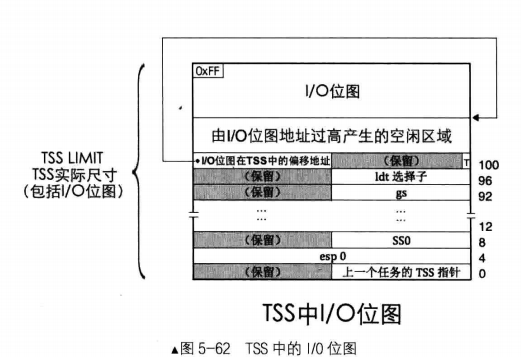 0xFF
I/O位图
由I/O位图地址过高产生的空闲区域
I/O位图在TSS中的偏移地址 (保留) T 100
(保留) ldt 选择子 96
(保留) gs 92
... ...
12
(保留) SS0 8
esp 0 4
(保留) 上一个任务的 TSS 指针 0
TSS LIMIT
TSS实际尺寸
(包括I/O位图)
TSS中I/O位图
▲图 5-62 TSS 中的 I/0 位图